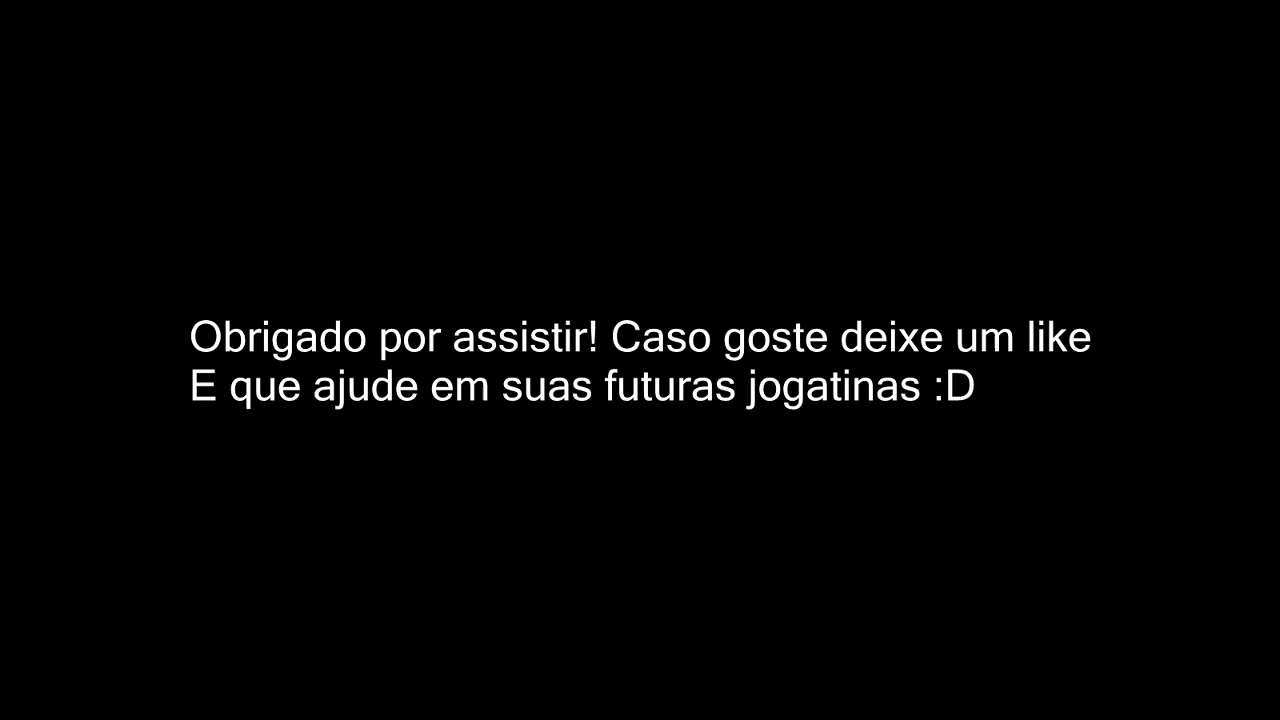 Obrigado por assistir! Caso goste deixe um like
E que ajude em suas futuras jogatinas :D